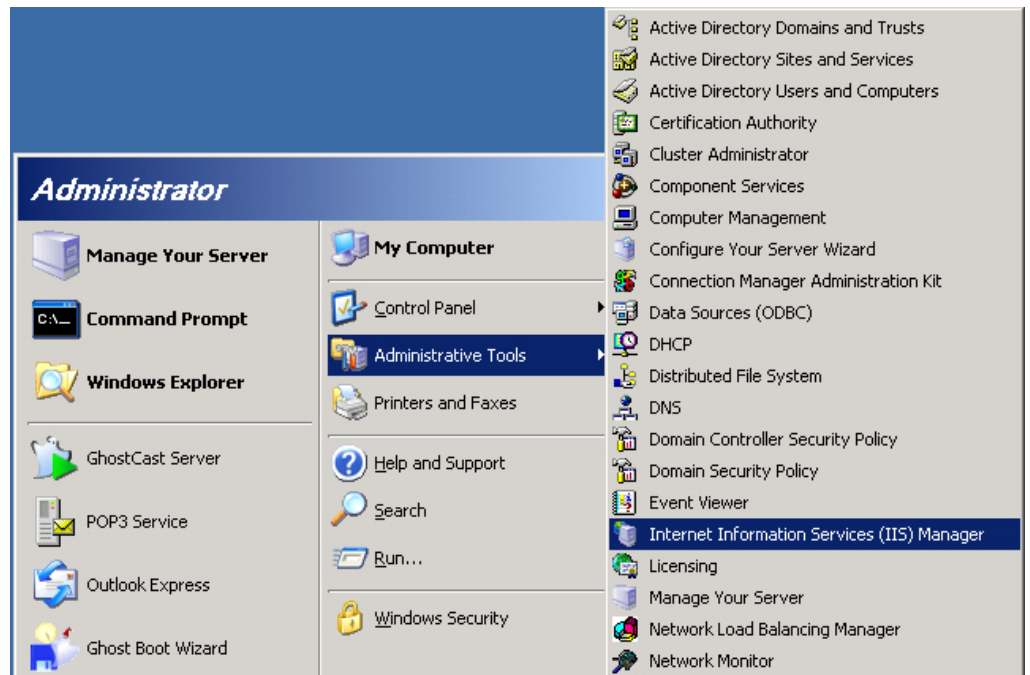 Administrator
Manage Your Server
Command Prompt
Windows Explorer
GhostCast Server
POP3 Service
Outlook Express
Ghost Boot Wizard
My Computer
Control Panel
Administrative Tools
Printers and Faxes
Help and Support
Search
Run...
Windows Security
Active Directory Domains and Trusts
Active Directory Sites and Services
Active Directory Users and Computers
Certification Authority
Cluster Administrator
Component Services
Computer Management
Configure Your Server Wizard
Connection Manager Administration Kit
Data Sources (ODBC)
DHCP
Distributed File System
DNS
Domain Controller Security Policy
Domain Security Policy
Event Viewer
Internet Information Services (IIS) Manager
Licensing
Manage Your Server
Network Load Balancing Manager
Network Monitor